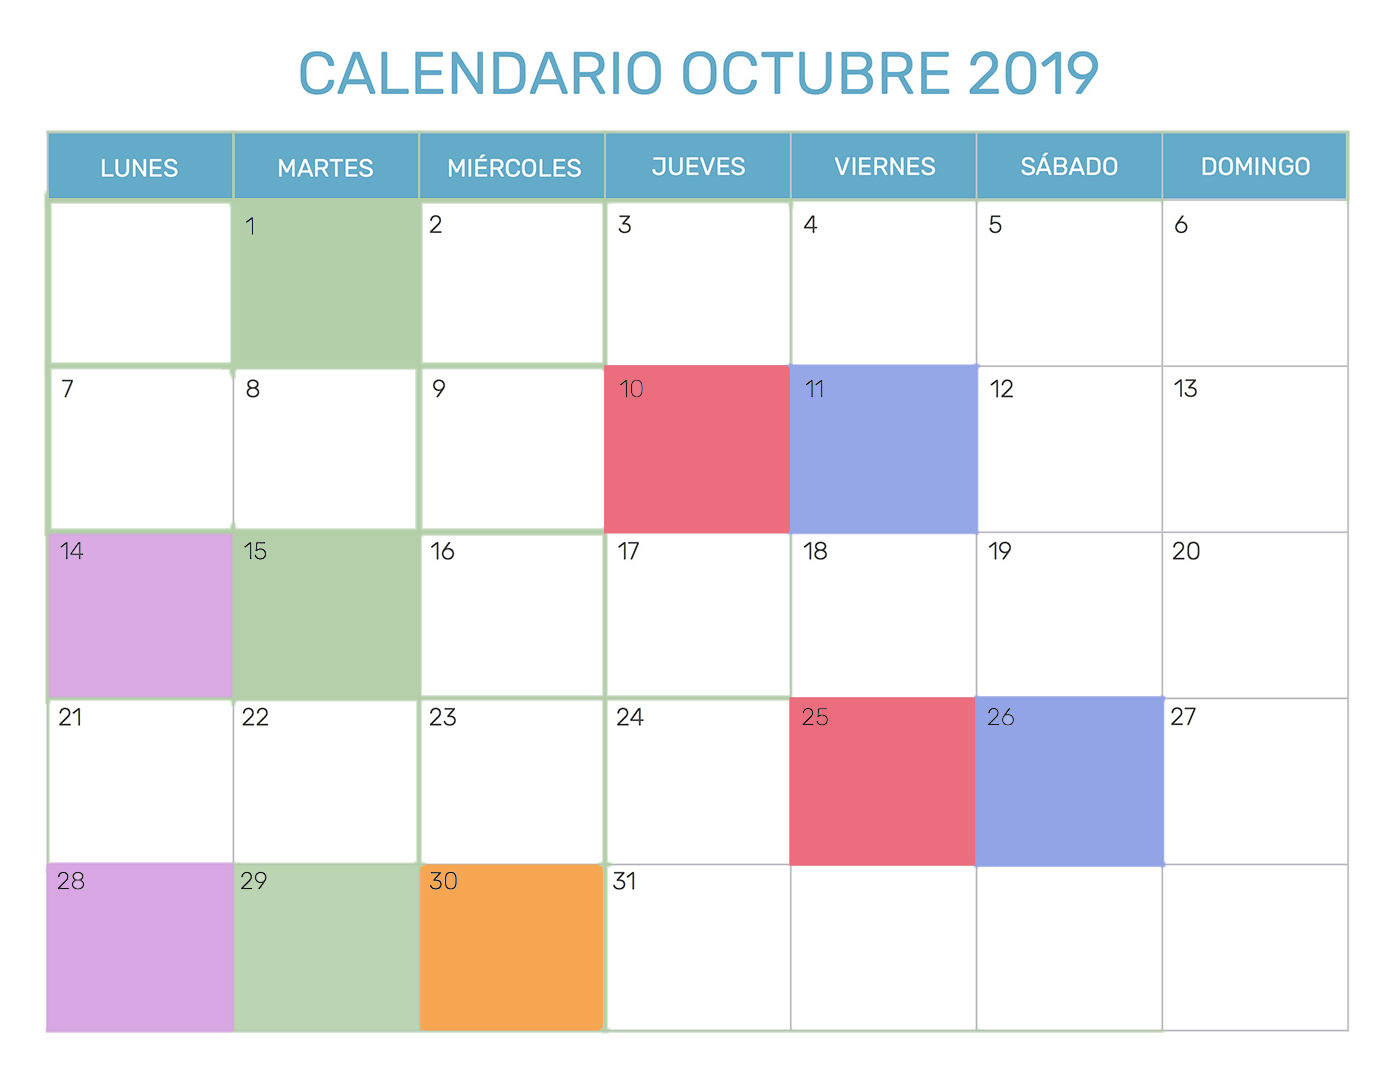 CALENDARIO OCTUBRE 2019
LUNES MARTES MIÉRCOLES JUEVES VIERNES SÁBADO DOMINGO
1 2 3 4 5 6
7 8 9 10 11 12 13
14 15 16 17 18 19 20
21 22 23 24 25 26 27
28 29 30 31